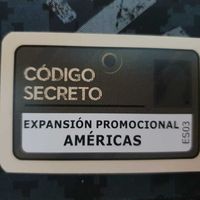 CÓDIGO
SECRETO
EXPANSIÓN PROMOCIONAL
AMÉRICAS
ES03